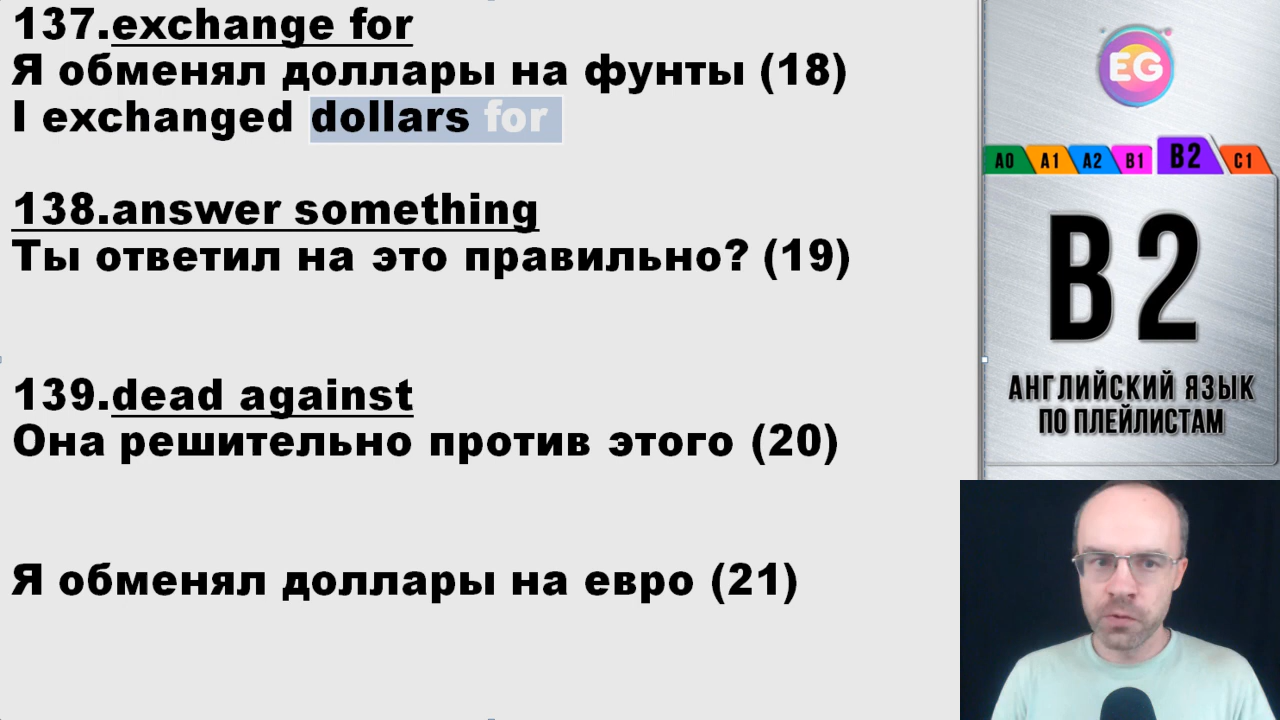 137.exchange for
Я обменял доллары на фунты (18)
I exchanged dollars for
138.answer something
Ты ответил на это правильно? (19)
139.dead against
Она решительно против этого (20)
Я обменял доллары на евро (21)
EG
A0 A1 A2 B1 B2 C1
B2
АНГЛИЙСКИЙ ЯЗЫК
ПО ПЛЕЙЛИСТАМ